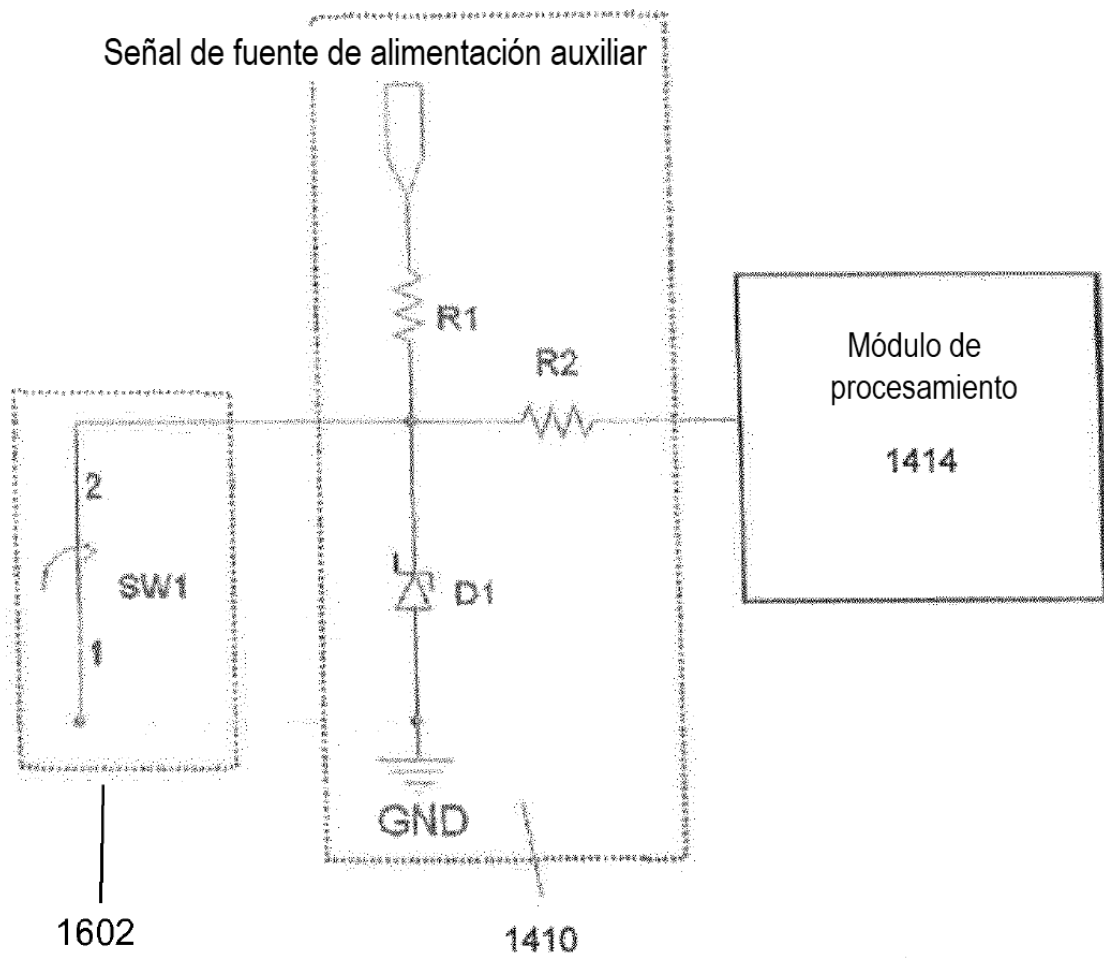 Señal de fuente de alimentación auxiliar
R1
R2
Módulo de
procesamiento
1414
2
SW1
1
D1
GND
1602
1410